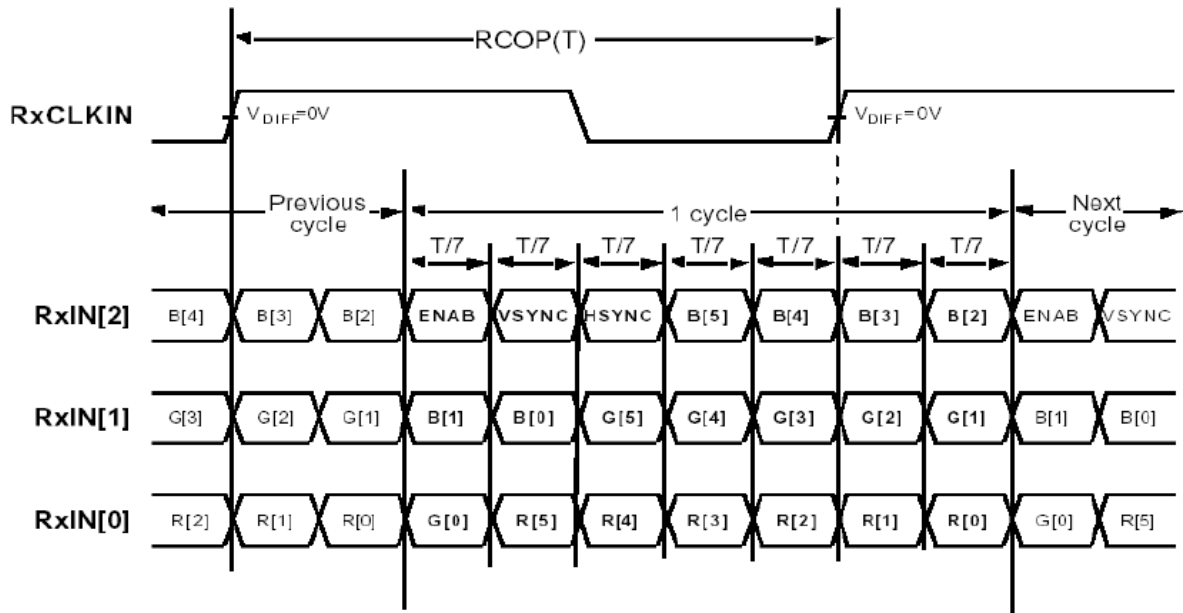 RCOP(T)
RxCLKIN
VDIFF=0V
VDIFF=0V
Previous cycle
1 cycle
Next cycle
T/7 T/7 T/7 T/7 T/7 T/7 T/7
RxIN[2] B[4] B[3] B[2] ENAB VSYNC HSYNC B[5] B[4] B[3] B[2] ENAB VSYNC
RxIN[1] G[3] G[2] G[1] B[1] B[0] G[5] G[4] G[3] G[2] G[1] B[1] B[0]
RxIN[0] R[2] R[1] R[0] G[0] R[5] R[4] R[3] R[2] R[1] R[0] G[0] R[5]